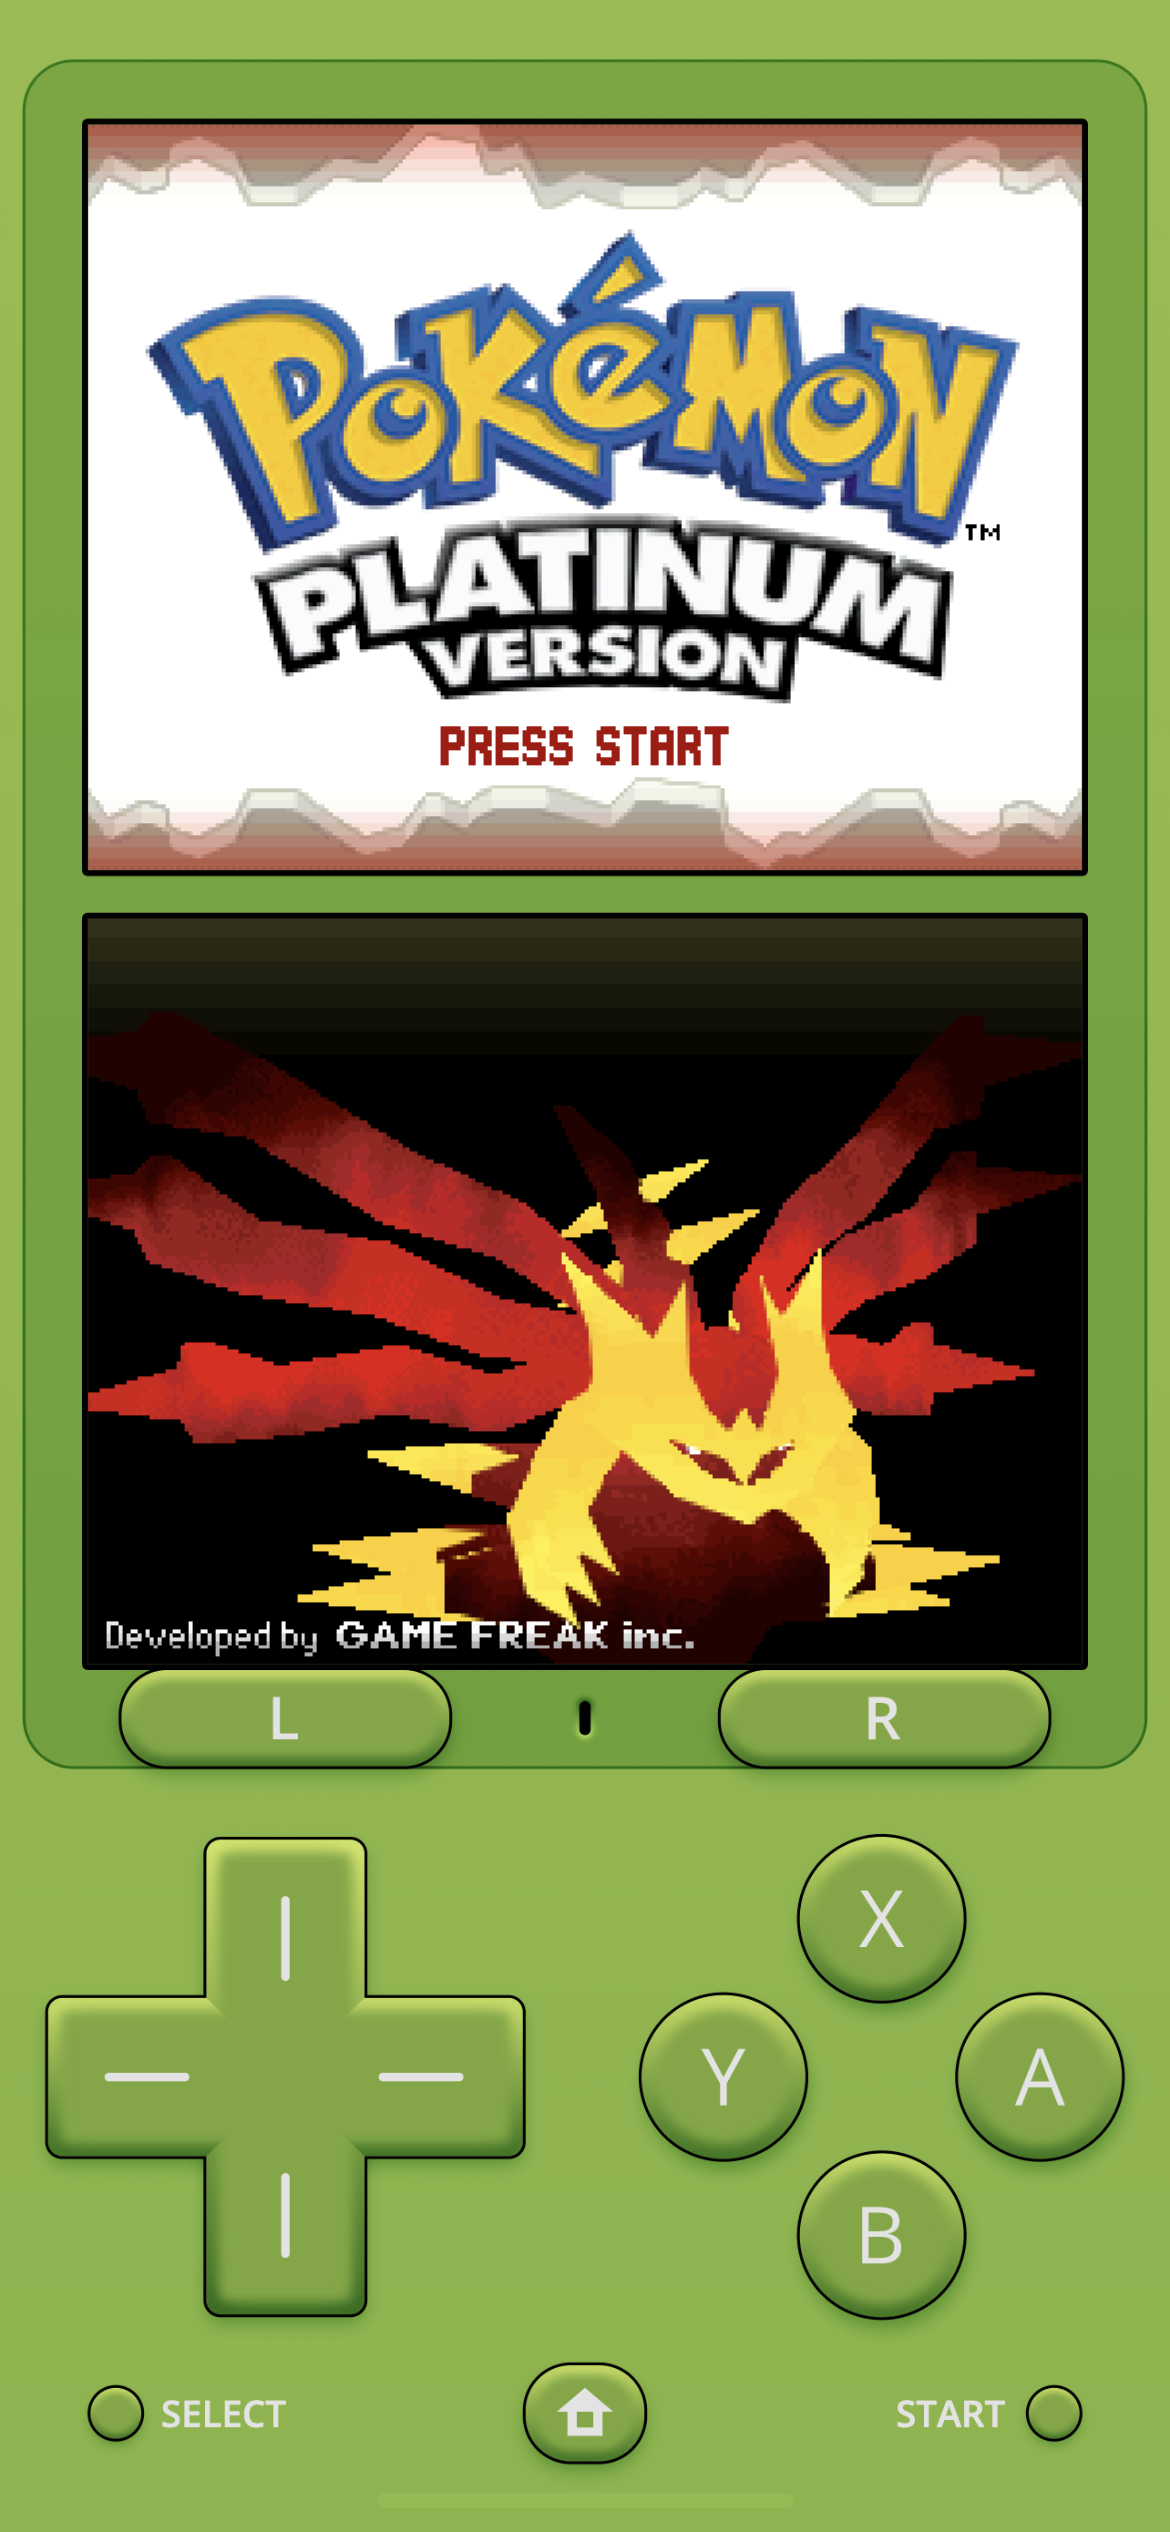 POKéMON
TM
PLATINUM
VERSION
PRESS START
Developed by GAME FREAK inc.
L
R
X
Y
A
B
SELECT
START